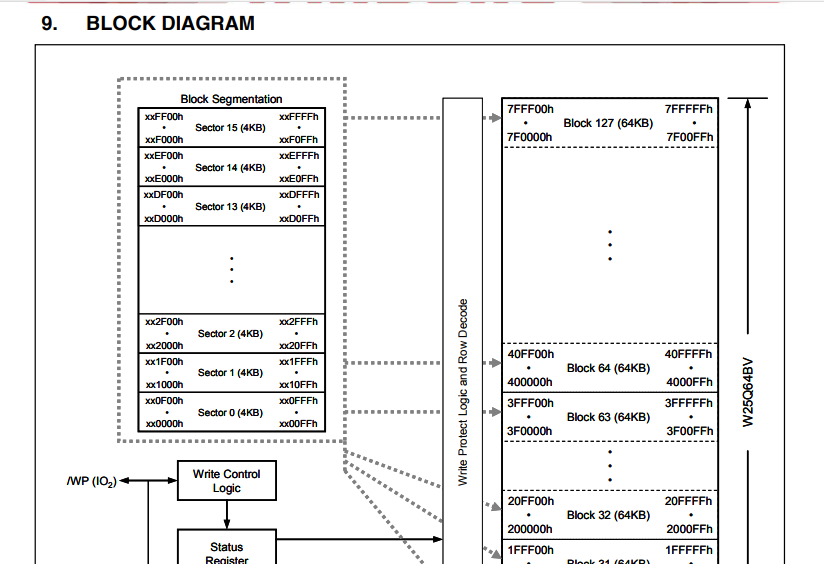 9. BLOCK DIAGRAM
Block Segmentation
xxFF00h xxFFFFh
• Sector 15 (4KB) •
xxF000h xxF0FFh
xxEF00h xxEFFFh
• Sector 14 (4KB) •
xxE000h xxE0FFh
xxDF00h xxDFFFh
• Sector 13 (4KB) •
xxD000h xxD0FFh
xx2F00h xx2FFFh
• Sector 2 (4KB) •
xx2000h xx20FFh
xx1F00h xx1FFFh
• Sector 1 (4KB) •
xx1000h xx10FFh
xx0F00h xx0FFFh
• Sector 0 (4KB) •
xx0000h xx00FFh
/WP (IO2)
Write Control
Logic
Status
Register
Write Protect Logic and Row Decode
7FFF00h 7FFFFFh
• Block 127 (64KB) •
7F0000h 7F00FFh
40FF00h 40FFFFh
• Block 64 (64KB) •
400000h 4000FFh
3FFF00h 3FFFFFh
• Block 63 (64KB) •
3F0000h 3F00FFh
20FF00h 20FFFFh
• Block 32 (64KB) •
200000h 2000FFh
1FFF00h 1FFFFFh
• Block 31 (64KB) •
W25Q64BV